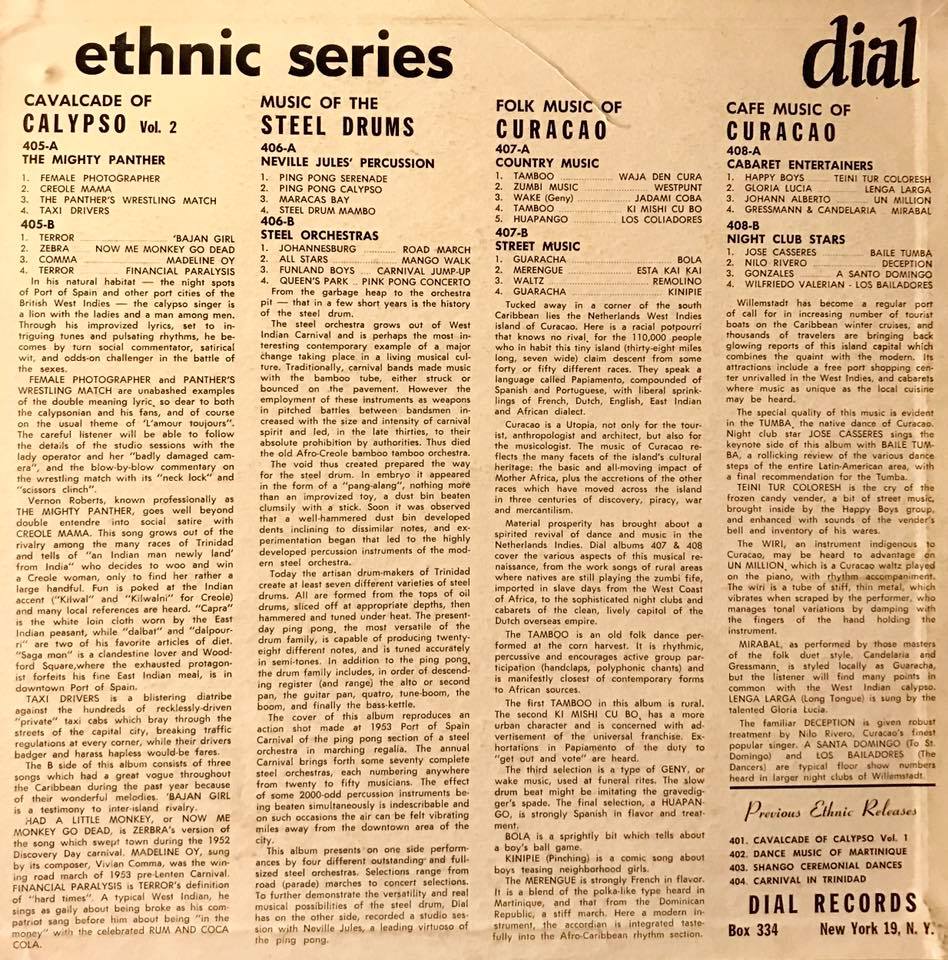 ethnic series
dial
CAVALCADE OF
CALYPSO Vol. 2
405-A
THE MIGHTY PANTHER
1. FEMALE PHOTOGRAPHER
2. CREOLE MAMA
3. THE PANTHER'S WRESTLING MATCH
4. TAXI DRIVERS
405-B
1. TERROR ........ 'BAJAN GIRL
2. ZEBRA ........ NOW ME MONKEY GO DEAD
3. COMMA ........ MADELINE OY
4. TERROR ........ FINANCIAL PARALYSIS
In his natural habitat — the night spots
of Port of Spain and other port cities of the
British West Indies — the calypso singer is
a lion with the ladies and a man among men.
Through his improvized lyrics, set to in-
triguing tunes and pulsating rhythms, he be-
comes by turn social commentator, satirical
wit, and odds-on challenger in the battle of
the sexes.
FEMALE PHOTOGRAPHER and PANTHER'S
WRESTLING MATCH are unabashed examples
of the double meaning lyric, so dear to both
the calypsonian and his fans, and of course
on the usual theme of "L'amour toujours".
The careful listener will be able to follow
the details of the studio sessions with the
lady operator and her "badly damaged cam-
era", and the blow-by-blow commentary on
the wrestling match with its "neck lock" and
"scissors clinch".
Vernon Roberts, known professionally as
THE MIGHTY PANTHER, goes well beyond
double entendre into social satire with
CREOLE MAMA. This song grows out of the
rivalry among the many races of Trinidad
and tells of "an Indian man newly land'
from India" who decides to woo and win
a Creole woman, only to find her rather a
large handful. Fun is poked at the Indian
accent ("Kilwal" and "Kilwalni" for Creole)
and many local references are heard. "Capra"
is the white loin cloth worn by the East
Indian peasant, while "dalbat" and "dalpour-
ri" are two of his favorite articles of diet.
"Saga mon" is a clandestine lover and Wood-
ford Square,where the exhausted protagon-
ist forfeits his fine East Indian meal, is in
downtown Port of Spain.
TAXI DRIVERS is a blistering diatribe
against the hundreds of recklessly-driven
"private" taxi cabs which bray through the
streets of the capital city, breaking traffic
regulations at every corner, while their drivers
badger and harass hapless would-be fares.
The B side of this album consists of three
songs which had a great vogue throughout
the Caribbean during the past year because
of their wonderful melodies. 'BAJAN GIRL
is a testimony to inter-island rivalry.
HAD A LITTLE MONKEY, or NOW ME
MONKEY GO DEAD, is ZERBRA's version of
the song which swept town during the 1952
Discovery Day carnival. MADELINE OY, sung
by its composer, Vivian Comma, was the win-
ing road march of 1953 pre-Lenten Carnival.
FINANCIAL PARALYSIS is TERROR's definition
of "hard times". A typical West Indian, he
sings as gaily about being broke as his com-
patriot sang before him about being "in the
money" with the celebrated RUM AND COCA
COLA.
MUSIC OF THE
STEEL DRUMS
406-A
NEVILLE JULES' PERCUSSION
1. PING PONG SERENADE
2. PING PONG CALYPSO
3. MARACAS BAY
4. STEEL DRUM MAMBO
406-B
STEEL ORCHESTRAS
1. JOHANNESBURG ........ ROAD MARCH
2. ALL STARS ........ MANGO WALK
3. FUNLAND BOYS .. CARNIVAL JUMP-UP
4. QUEEN'S PARK .. PINK PONG CONCERTO
From the garbage heap to the orchestra
pit — that in a few short years is the history
of the steel drum.
The steel orchestra grows out of West
Indian Carnival and is perhaps the most in-
teresting contemporary example of a major
change taking place in a living musical cul-
ture. Traditionally, carnival bands made music
with the bamboo tube, either struck or
bounced on the pavement. However the
employment of these instruments as weapons
in pitched battles between bandsmen in-
creased with the size and intensity of carnival
spirit and led, in the late thirties, to their
absolute prohibition by authorities. Thus died
the old Afro-Creole bamboo tamboo orchestra.
The void thus created prepared the way
for the steel drum. In embryo it appeared
in the form of a "pang-alang", nothing more
than an improvized toy, a dust bin beaten
clumsily with a stick. Soon it was observed
that a well-hammered dust bin developed
dents inclining to dissimilar notes, and ex-
perimentation began that led to the highly
developed percussion instruments of the mod-
ern steel orchestra.
Today the artisan drum-makers of Trinidad
create at least seven different varieties of steel
drums. All are formed from the tops of oil
drums, sliced off at appropriate depths, then
hammered and tuned under heat. The present-
day ping pong, the most versatile of the
drum family, is capable of producing twenty-
eight different notes, and is tuned accurately
in semi-tones. In addition to the ping pong,
the drum family includes, in order of descend-
ing register (and range) the alto or second
pan, the guitar pan, quatro, tune-boom, the
boom, and finally the bass-kettle.
The cover of this album reproduces an
action shot made at 1953 Port of Spain
Carnival of the ping pong section of a steel
orchestra in marching regalia. The annual
Carnival brings forth some seventy complete
steel orchestras, each numbering anywhere
from twenty to fifty musicians. The effect
of some 2000-odd percussion instruments be-
ing beaten simultaneously is indescribable and
on such occasions the air can be felt vibrating
miles away from the downtown area of the
city.
This album presents on one side perform-
ances by four different outstanding and full-
sized steel orchestras. Selections range from
road (parade) marches to concert selections.
To further demonstrate the versatility and real
musical possibilities of the steel drum, Dial
has on the other side, recorded a studio ses-
sion with Neville Jules, a leading virtuoso of
the ping pong.
FOLK MUSIC OF
CURACAO
407-A
COUNTRY MUSIC
1. TAMBOO ........ WAJA DEN CURA
2. ZUMBI MUSIC ........ WESTPUNT
3. WAKE (Geny) ........ JADAMI COBA
4. TAMBOO ........ KI MISHI CU BO
5. HUAPANGO ........ LOS COLIADORES
407-B
STREET MUSIC
1. GUARACHA ........ BOLA
2. MERENGUE ........ ESTA KAI KAI
3. WALTZ ........ REMOLINO
4. GUARACHA ........ KINIPIE
Tucked away in a corner of the south
Caribbean lies the Netherlands West Indies
island of Curacao. Here is a racial potpourri
that knows no rival, for the 110,000 people
who in habit this tiny island (thirty-eight miles
long, seven wide) claim descent from some
forty or fifty different races. They speak a
language called Papiamento, compounded of
Spanish and Portuguese, with liberal sprink-
lings of French, Dutch, English, East Indian
and African dialect.
Curacao is a Utopia, not only for the tour-
ist, anthropologist and architect, but also for
the musicologist. The music of Curacao re-
flects the many facets of the island's cultural
heritage: the basic and all-moving impact of
Mother Africa, plus the accretions of the other
races which have moved across the island
in three centuries of discovery, piracy, war
and mercantilism.
Material prosperity has brought about a
spirited revival of dance and music in the
Netherlands Indies. Dial albums 407 & 408
cover the various aspects of this musical re-
naissance, from the work songs of rural areas
where natives are still playing the zumbi fife,
imported in slave days from the West Coast
of Africa, to the sophisticated night clubs and
cabarets of the clean, lively capitol of the
Dutch overseas empire.
The TAMBOO is an old folk dance per-
formed at the corn harvest. It is rhythmic,
percussive and encourages active group par-
ticipation (handclaps, polyphonic chants) and
is manifestly closest of contemporary forms
to African sources.
The first TAMBOO in this album is rural.
The second KI MISHI CU BO, has a more
urban character and is concerned with ad-
vertisement of the universal franchise. Ex-
hortations in Papiamento of the duty to
"get out and vote" are heard.
The third selection is a type of GENY, or
wake music, used at funeral rites. The slow
drum beat might be imitating the gravedig-
ger's spade. The final selection, a HUAPAN-
GO, is strongly Spanish in flavor and treat-
ment.
BOLA is a sprightly bit which tells about
a boy's ball game.
KINIPIE (Pinching) is a comic song about
boys teasing neighborhood girls.
The MERENGUE is strongly French in flavor.
It is a blend of the polka-like type heard in
Martinique, and that from the Dominican
Republic, a stiff march. Here a modern in-
strument, the accordion is integrated taste-
fully into the Afro-Caribbean rhythm section.
CAFE MUSIC OF
CURACAO
408-A
CABARET ENTERTAINERS
1. HAPPY BOYS ........ TEINI TUR COLORESH
2. GLORIA LUCIA ........ LENGA LARGA
3. JOHANN ALBERTO ........ UN MILLION
4. GRESSMANN & CANDELARIA .. MIRABAL
408-B
NIGHT CLUB STARS
1. JOSE CASSERES ........ BAILE TUMBA
2. NILO RIVERO ........ DECEPTION
3. GONZALES ........ A SANTO DOMINGO
4. WILFRIEDO VALERIAN - LOS BAILADORES
Willemstadt has become a regular port
of call for in increasing number of tourist
boats on the Caribbean winter cruises, and
thousands of travelers are bringing back
glowing reports of this island capital which
combines the quaint with the modern. Its
attractions include a free port shopping cen-
ter unrivalled in the West Indies, and cabarets
where music as unique as the local cuisine
may be heard.
The special quality of this music is evident
in the TUMBA, the native dance of Curacao.
Night club star JOSE CASSERES sings the
keynote side of this album with BAILE TUM-
BA, a rollicking review of the various dance
steps of the entire Latin-American area, with
a final recommendation for the Tumba.
TEINI TUR COLORESH is the cry of the
frozen candy vender, a bit of street music,
brought inside by the Happy Boys group,
and enhanced with sounds of the vender's
bell and inventory of his wares.
The WIRI, an instrument indigenous to
Curacao, may be heard to advantage on
UN MILLION, which is a Curacao waltz played
on the piano, with rhythm accompaniment.
The wiri is a tube of stiff, thin metal, which
vibrates when scraped by the performer, who
manages tonal variations by damping with
the fingers of the hand holding the
instrument.
MIRABAL, as performed by those masters
of the folk duet style, Candelaria and
Gressmann, is styled locally as Guaracha,
but the listener will find many points in
common with the West Indian calypso.
LENGA LARGA (Long Tongue) is sung by the
talented Gloria Lucia.
The familiar DECEPTION is given robust
treatment by Nilo Rivero, Curacao's finest
popular singer. A SANTA DOMINGO (To St.
Domingo) and LOS BAILADORES (The
Dancers) are typical floor show numbers
heard in larger night clubs of Willemstadt.
Previous Ethnic Releases
401. CAVALCADE OF CALYPSO Vol. 1
402. DANCE MUSIC OF MARTINIQUE
403. SHANGO CEREMONIAL DANCES
404. CARNIVAL IN TRINIDAD
DIAL RECORDS
Box 334 New York 19, N. Y.